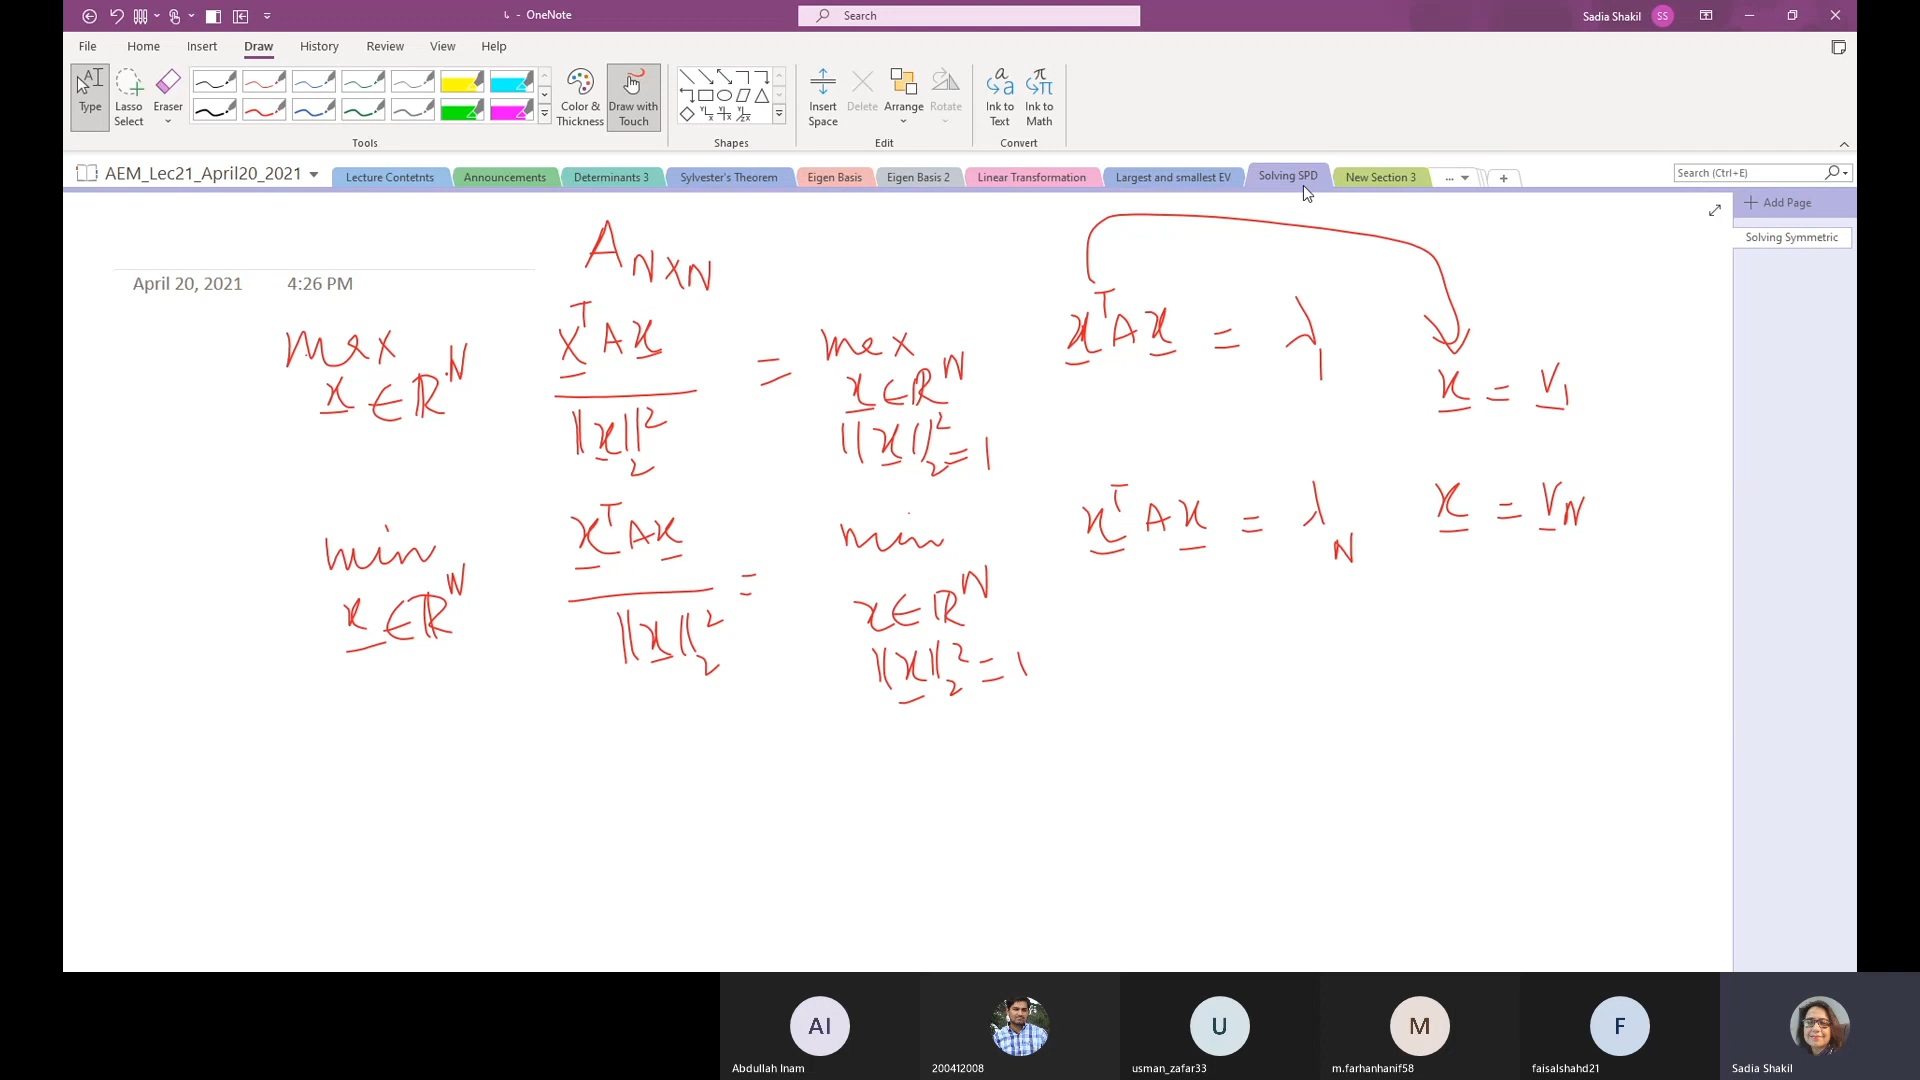 ↳ - OneNote
Search
Sadia Shakil SS
File Home Insert Draw History Review View Help
Type
Lasso Select
Eraser
Color & Thickness
Draw with Touch
Insert Space
Delete
Arrange
Rotate
Ink to Text
Ink to Math
Tools Shapes Edit Convert
AEM_Lec21_April20_2021
Lecture Contetnts Announcements Determinants 3 Sylvester's Theorem Eigen Basis Eigen Basis 2 Linear Transformation Largest and smallest EV Solving SPD New Section 3 ... +
Search (Ctrl+E)
Add Page
Solving Symmetric
April 20, 2021 4:26 PM
A N×N
max x ∈ ℝ^N x^T A x / ||x||_2^2 = max x ∈ ℝ^N ||x||_2^2 = 1 x^T A x = λ_1 x = v_1
min x ∈ ℝ^N x^T A x / ||x||_2^2 = min x ∈ ℝ^N ||x||_2^2 = 1 x^T A x = λ_N x = v_N
AI U M F
Abdullah Inam 200412008 usman_zafar33 m.farhanhanif58 faisalshahd21 Sadia Shakil